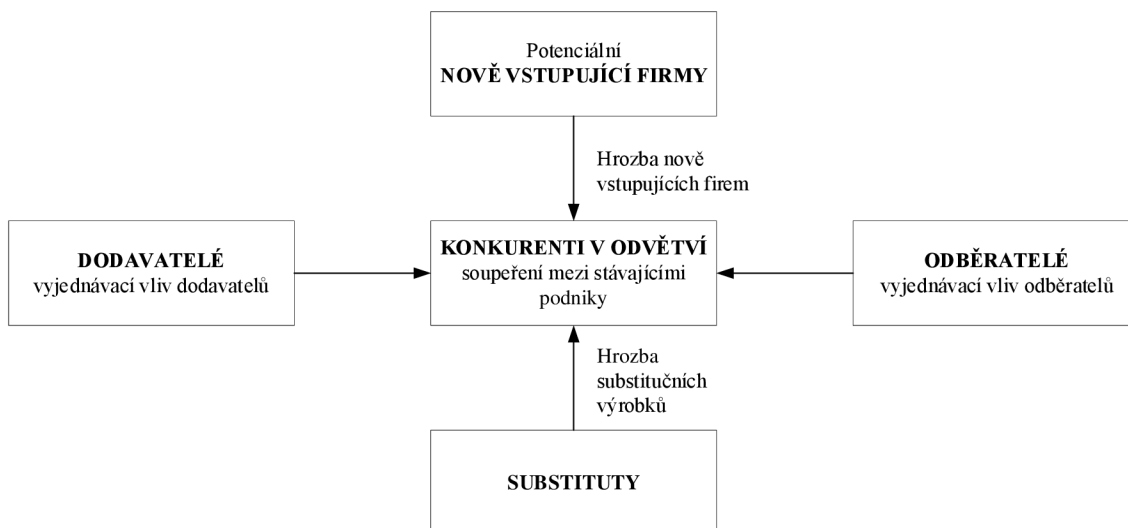 Potenciální
NOVĚ VSTUPUJÍCÍ FIRMY
Hrozba nově
vstupujících firem
DODAVATELÉ
vyjednávací vliv dodavatelů
KONKURENTI V ODVĚTVÍ
soupeření mezi stávajícími
podniky
ODBĚRATELÉ
vyjednávací vliv odběratelů
Hrozba
substitučních
výrobků
SUBSTITUTY